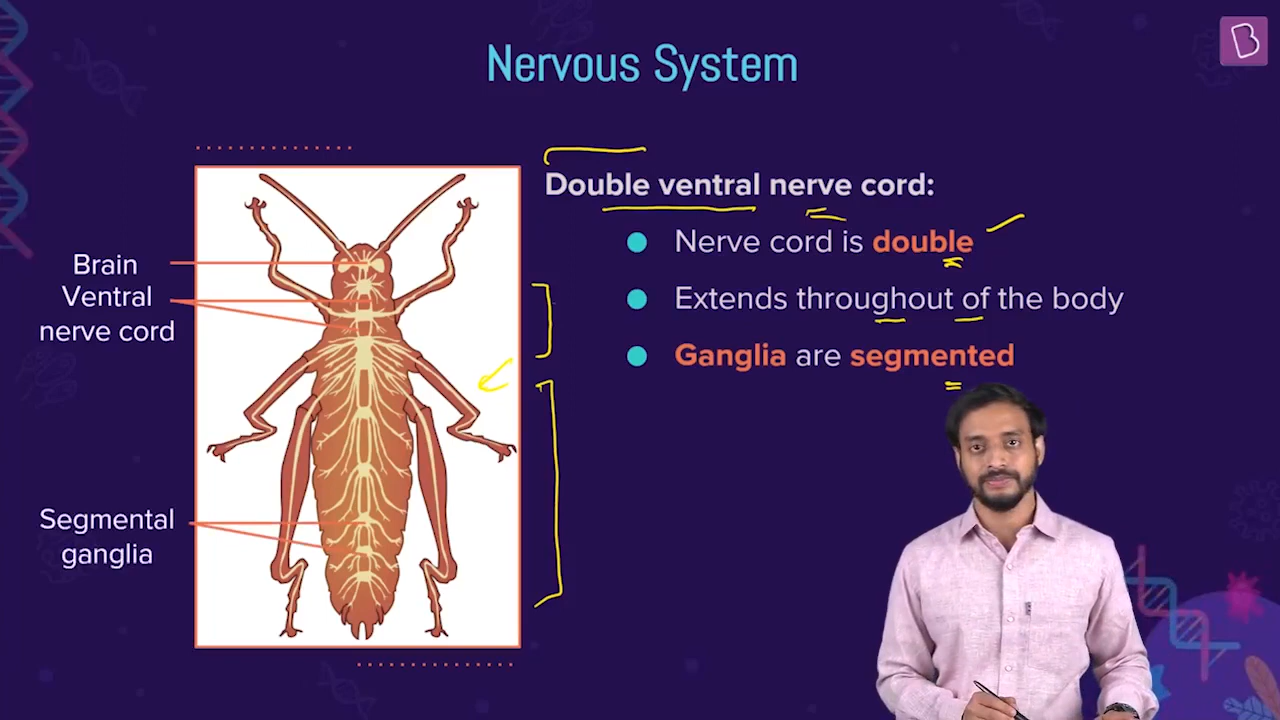 Nervous System
B
Double ventral nerve cord:
Nerve cord is double
Extends throughout of the body
Ganglia are segmented
Brain
Ventral
nerve cord
Segmental
ganglia